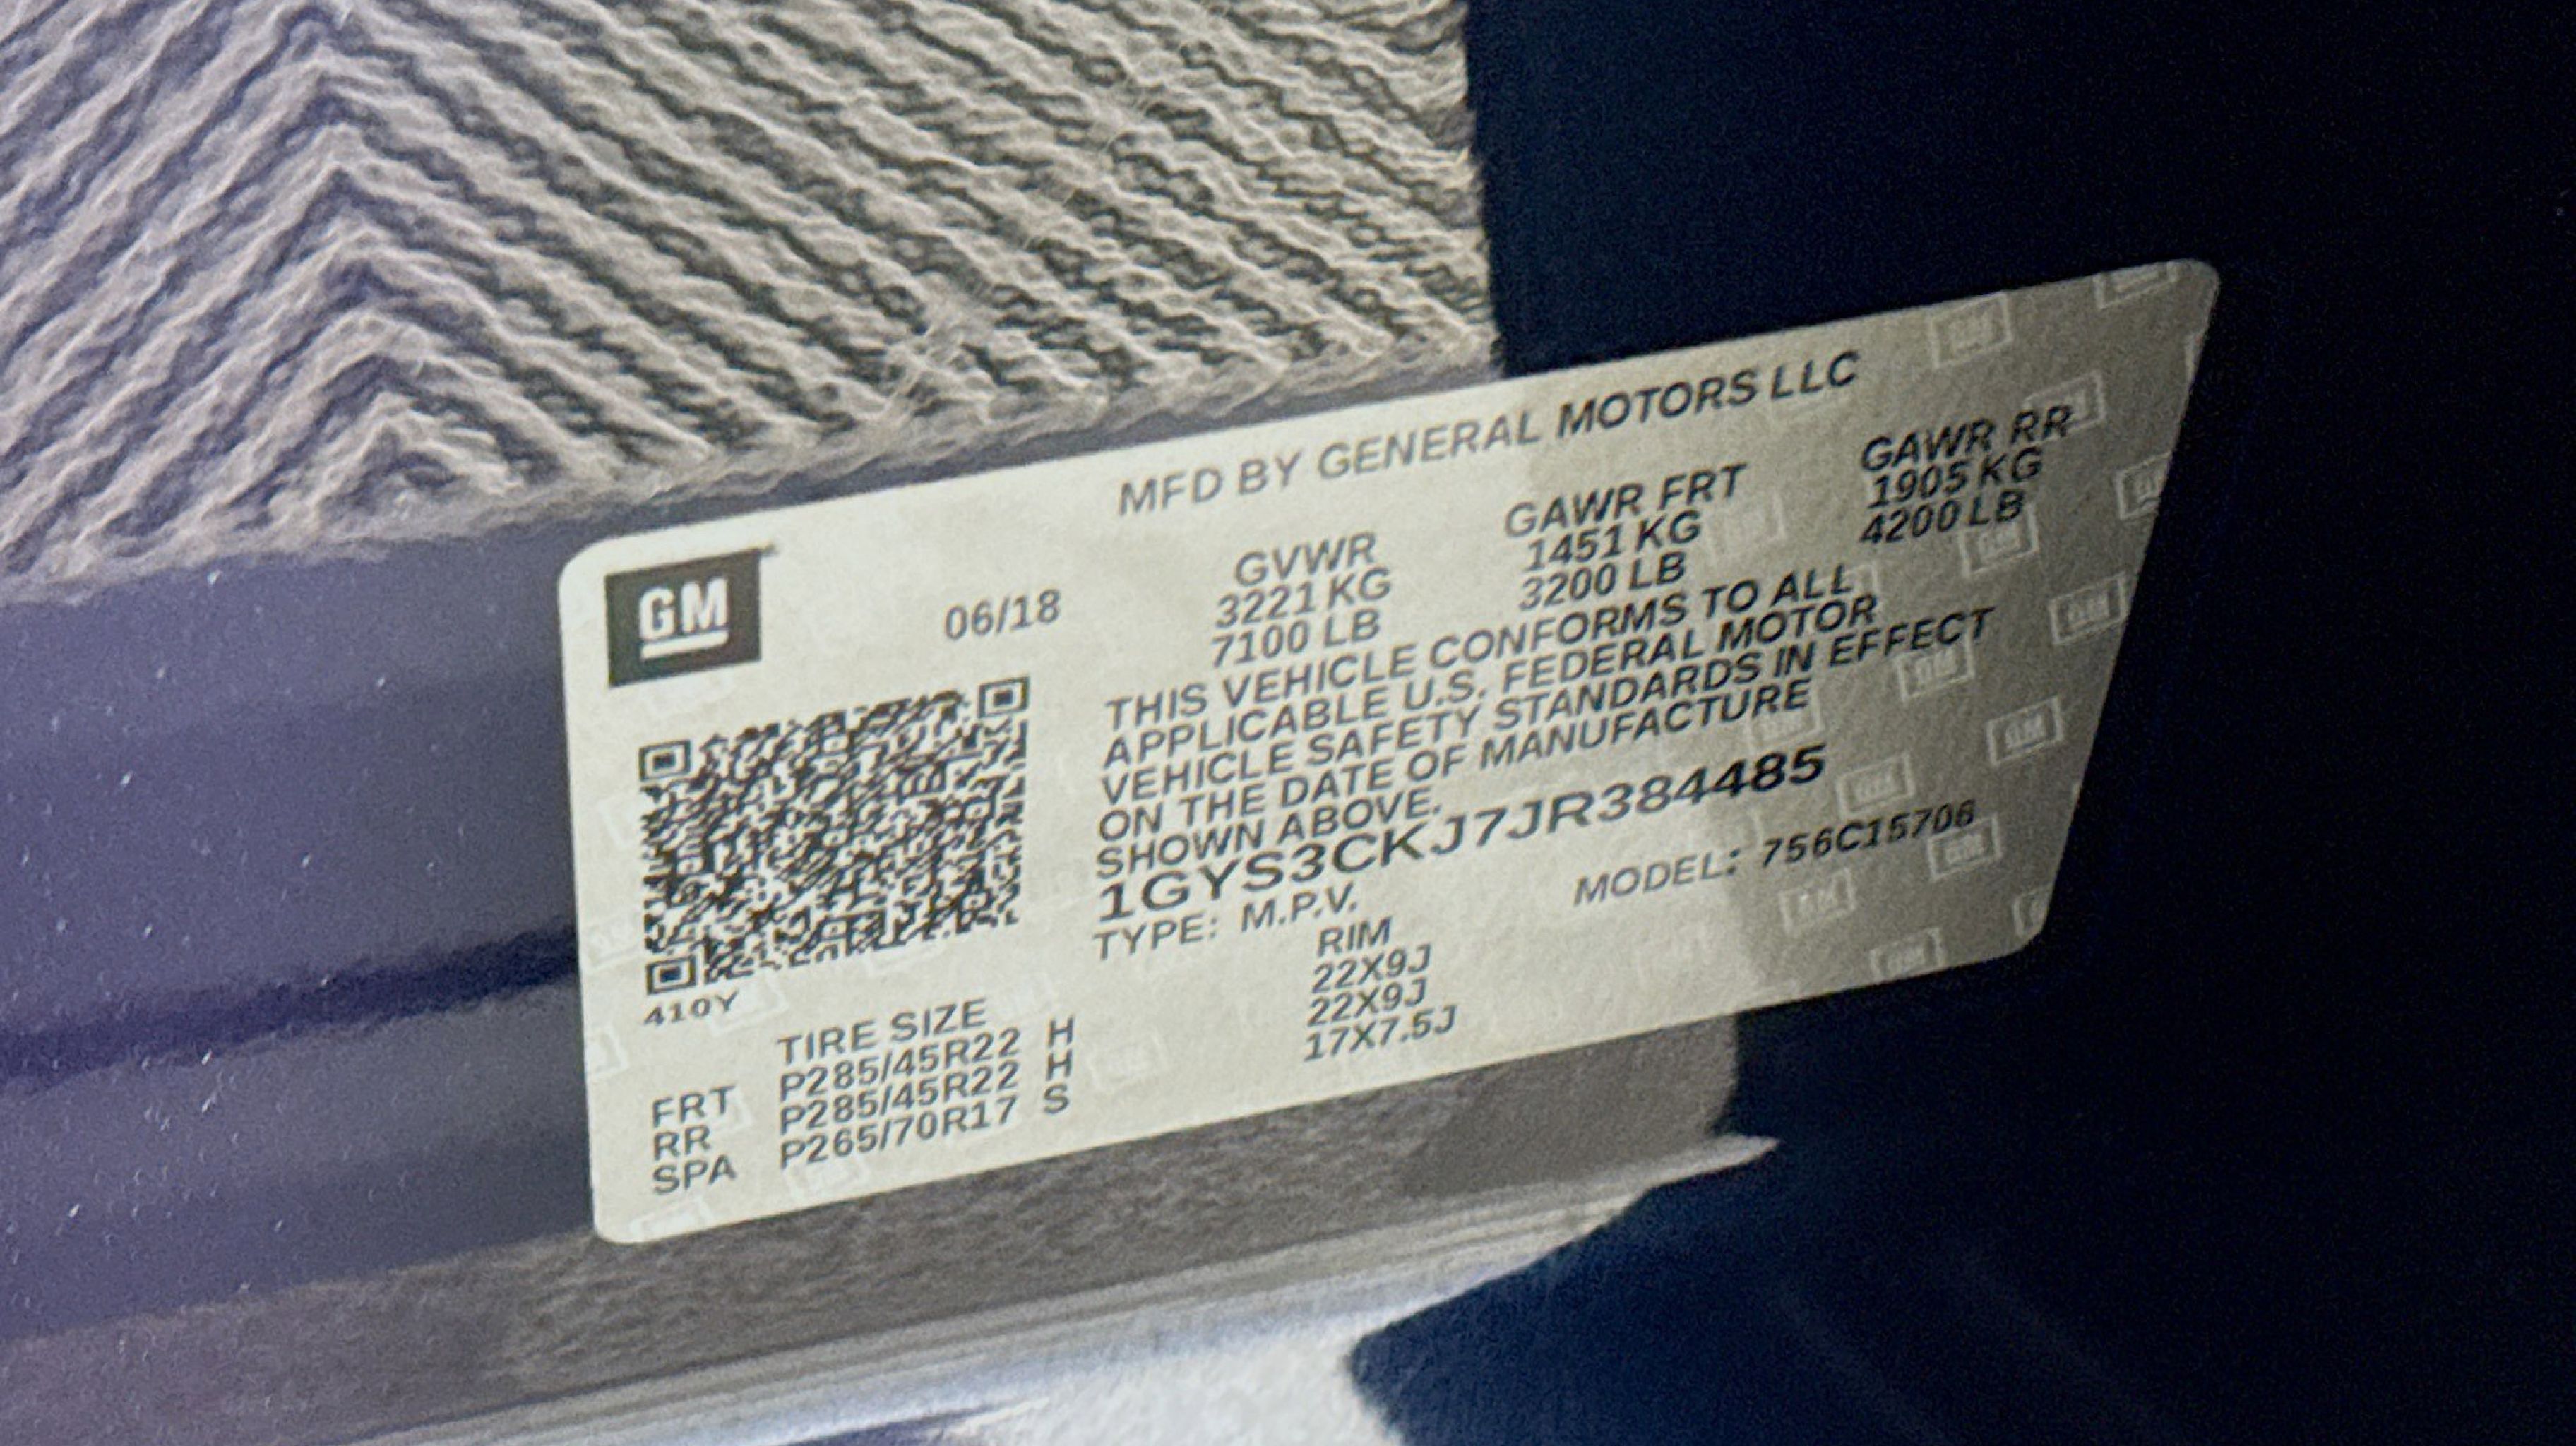 MFD BY GENERAL MOTORS LLC
GM
06/18
GVWR
3221 KG
7100 LB
GAWR FRT
1451 KG
3200 LB
GAWR RR
1905 KG
4200 LB
THIS VEHICLE CONFORMS TO ALL
APPLICABLE U.S. FEDERAL MOTOR
VEHICLE SAFETY STANDARDS IN EFFECT
ON THE DATE OF MANUFACTURE
SHOWN ABOVE.
1GYS3CKJ7JR384485
TYPE: M.P.V.
MODEL: 756C15706
410Y
TIRE SIZE RIM
FRT P285/45R22 H 22X9J
RR P285/45R22 H 22X9J
SPA P265/70R17 S 17X7.5J